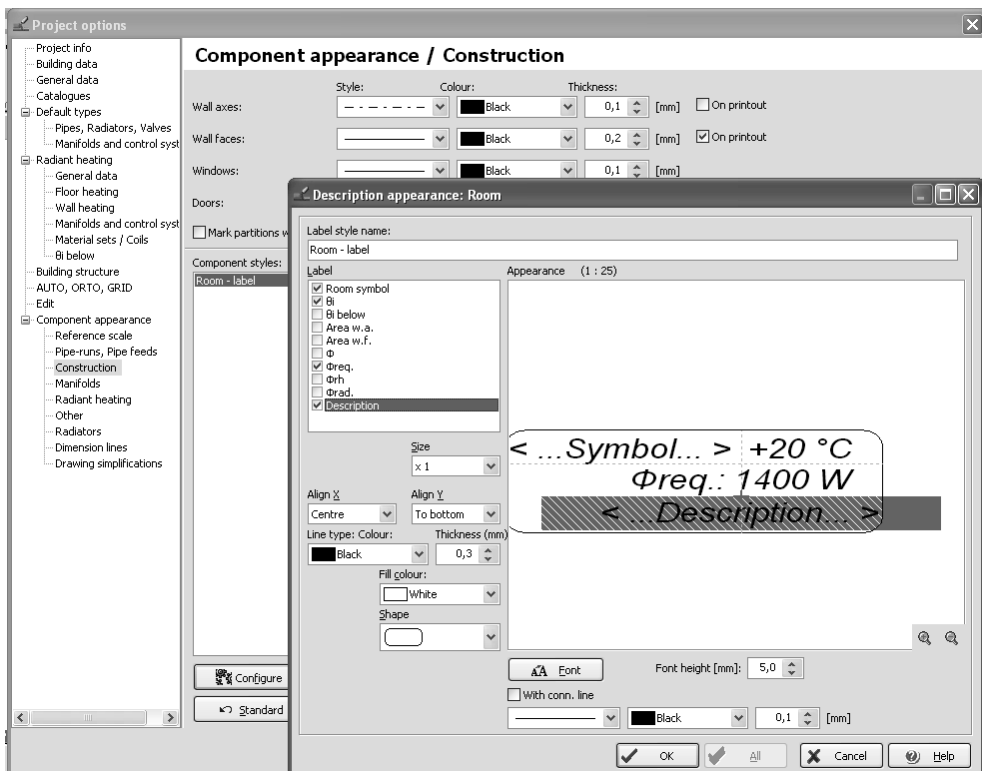 Project options
Project info
Building data
General data
Catalogues
Default types
Pipes, Radiators, Valves
Manifolds and control syst
Radiant heating
General data
Floor heating
Wall heating
Manifolds and control syst
Material sets / Coils
θi below
Building structure
AUTO, ORTO, GRID
Edit
Component appearance
Reference scale
Pipe-runs, Pipe feeds
Construction
Manifolds
Radiant heating
Other
Radiators
Dimension lines
Drawing simplifications
Component appearance / Construction
Style: Colour: Thickness:
Wall axes: Black 0,1 [mm] On printout
Wall faces: Black 0,2 [mm] On printout
Windows: Black 0,1 [mm]
Doors:
Mark partitions w
Component styles:
Room - label
Configure
Standard
Description appearance: Room
Label style name:
Room - label
Label
Room symbol
θi
θi below
Area w.a.
Area w.f.
Φ
Φreq.
Φrh
Φrad.
Description
Size
x 1
Align X Align Y
Centre To bottom
Line type: Colour: Thickness (mm)
Black 0,3
Fill colour:
White
Shape
Appearance (1 : 25)
< ...Symbol... > +20 °C
Φreq.: 1400 W
< ...Description... >
Font Font height [mm]: 5,0
With conn. line
Black 0,1 [mm]
OK All Cancel Help